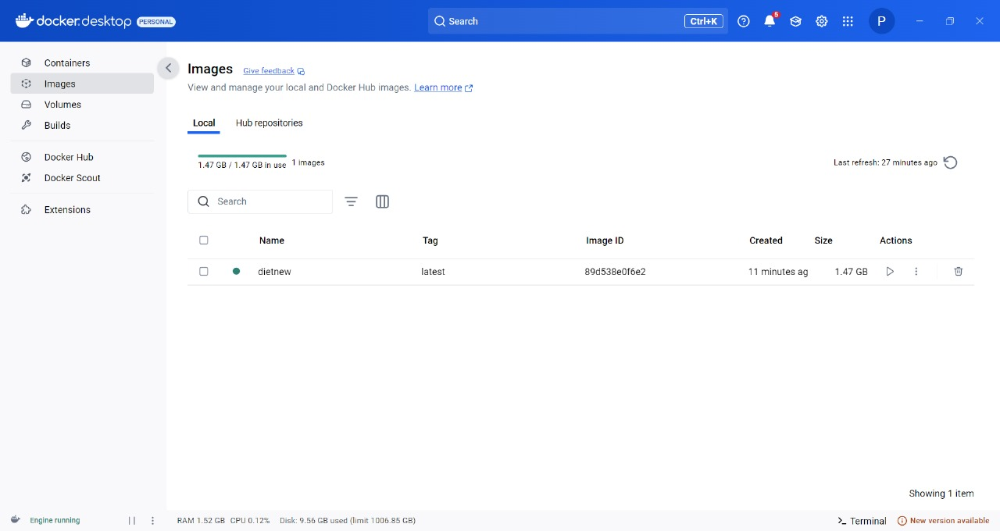 docker.desktop PERSONAL Search Ctrl+K 5 P
Containers
Images
Volumes
Builds
Docker Hub
Docker Scout
Extensions
Images Give feedback
View and manage your local and Docker Hub images. Learn more
Local Hub repositories
1.47 GB / 1.47 GB in use 1 images Last refresh: 27 minutes ago
Search
Name Tag Image ID Created Size Actions
dietnew latest 89d538e0f6e2 11 minutes ag 1.47 GB
Showing 1 item
Engine running RAM 1.52 GB CPU 0.12% Disk: 9.56 GB used (limit 1006.85 GB) Terminal New version available